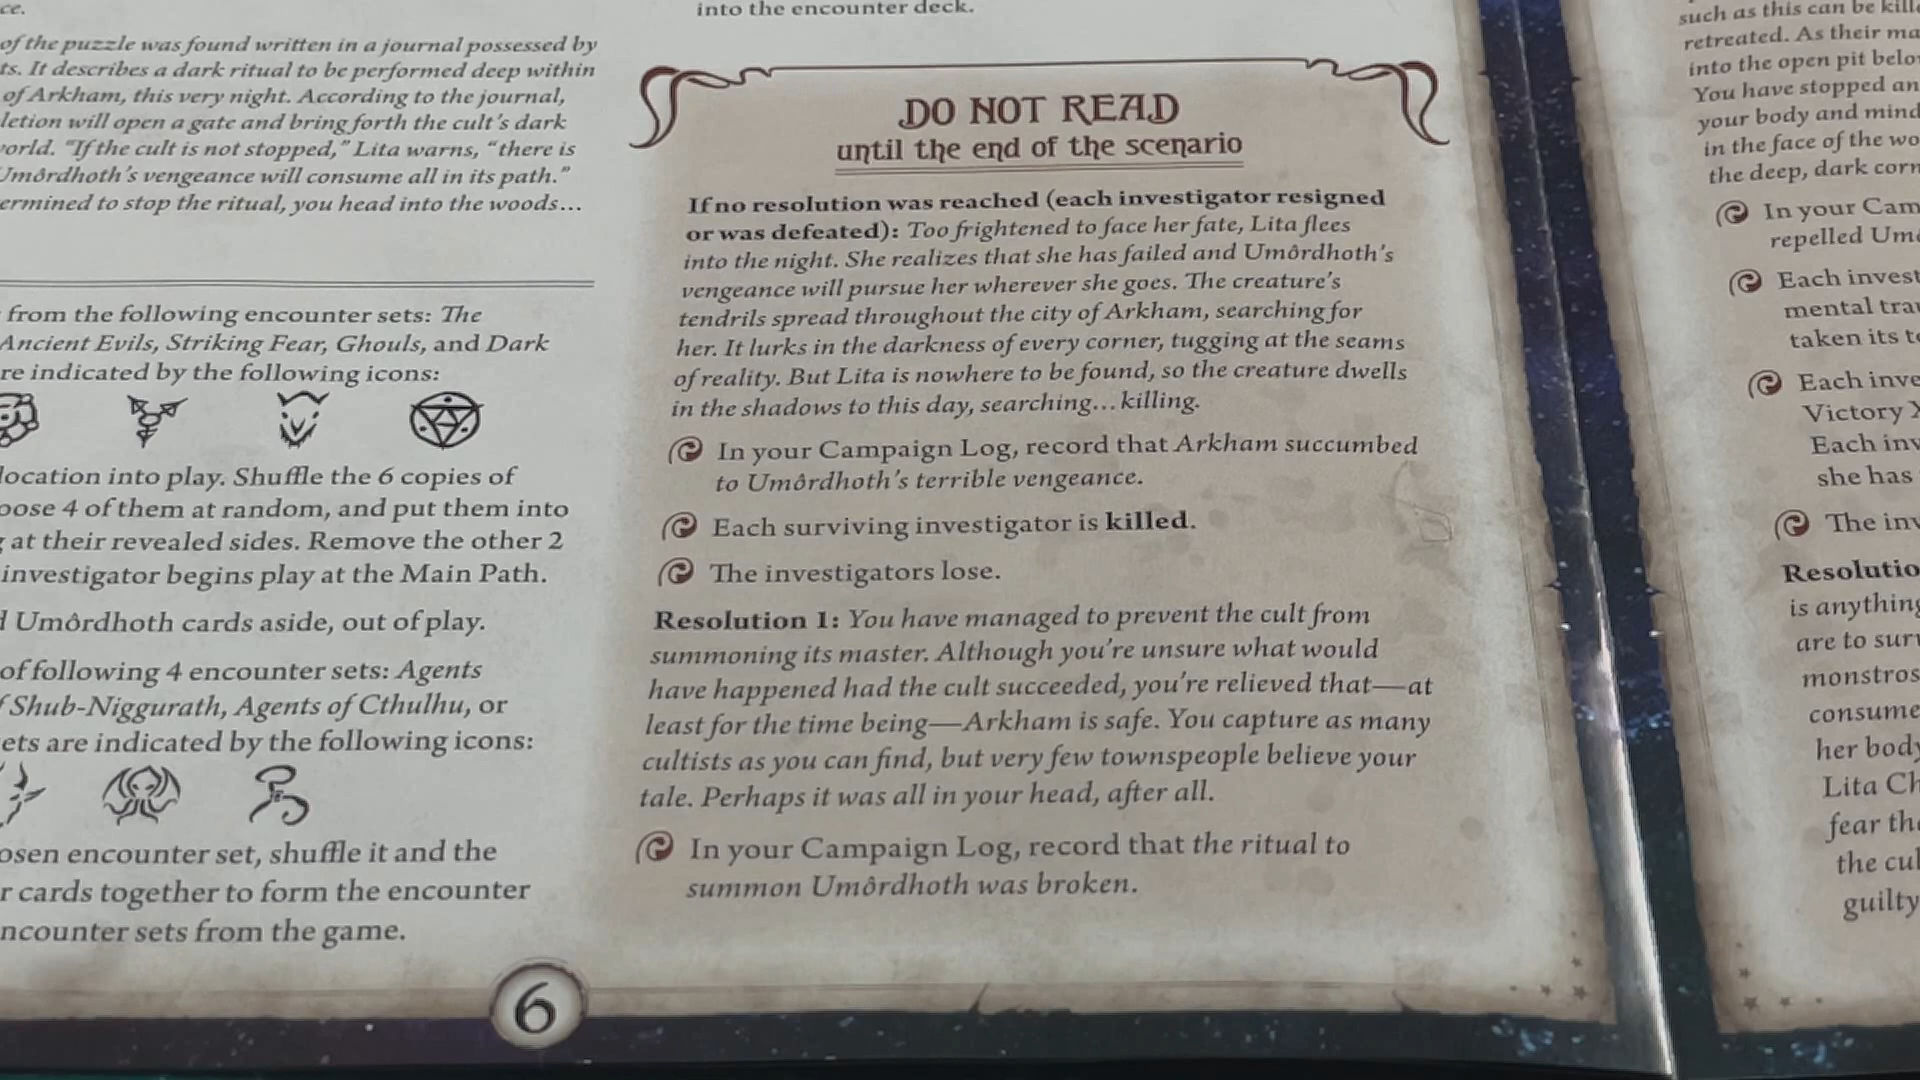 ce.
of the puzzle was found written in a journal possessed by
ts. It describes a dark ritual to be performed deep within
of Arkham, this very night. According to the journal,
letion will open a gate and bring forth the cult's dark
world. "If the cult is not stopped," Lita warns, "there is
Umôrdhoth's vengeance will consume all in its path."
ermined to stop the ritual, you head into the woods…
from the following encounter sets: The
Ancient Evils, Striking Fear, Ghouls, and Dark
re indicated by the following icons:
location into play. Shuffle the 6 copies of
oose 4 of them at random, and put them into
g at their revealed sides. Remove the other 2
investigator begins play at the Main Path.
d Umôrdhoth cards aside, out of play.
of following 4 encounter sets: Agents
f Shub-Niggurath, Agents of Cthulhu, or
ets are indicated by the following icons:
osen encounter set, shuffle it and the
r cards together to form the encounter
ncounter sets from the game.
6
into the encounter deck.
DO NOT READ
until the end of the scenario
If no resolution was reached (each investigator resigned
or was defeated): Too frightened to face her fate, Lita flees
into the night. She realizes that she has failed and Umôrdhoth's
vengeance will pursue her wherever she goes. The creature's
tendrils spread throughout the city of Arkham, searching for
her. It lurks in the darkness of every corner, tugging at the seams
of reality. But Lita is nowhere to be found, so the creature dwells
in the shadows to this day, searching… killing.
In your Campaign Log, record that Arkham succumbed
to Umôrdhoth's terrible vengeance.
Each surviving investigator is killed.
The investigators lose.
Resolution 1: You have managed to prevent the cult from
summoning its master. Although you're unsure what would
have happened had the cult succeeded, you're relieved that—at
least for the time being—Arkham is safe. You capture as many
cultists as you can find, but very few townspeople believe your
tale. Perhaps it was all in your head, after all.
In your Campaign Log, record that the ritual to
summon Umôrdhoth was broken.
such as this can be kille
retreated. As their ma
into the open pit belo
You have stopped an
your body and mind
in the face of the wo
the deep, dark corn
In your Cam
repelled Umô
Each invest
mental trau
taken its to
Each inve
Victory X
Each inv
she has
The inv
Resolutio
is anything
are to surv
monstros
consume
her body
Lita Ch
fear the
the cul
guilty